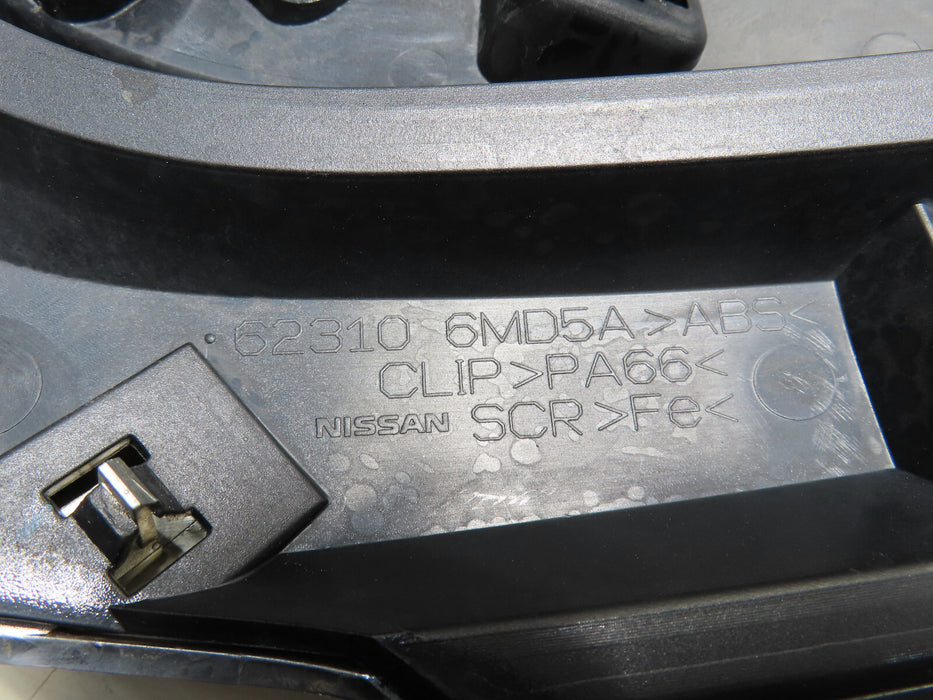 62310 6MD5A>ABS<
CLIP>PA66<
NISSAN SCR>Fe<